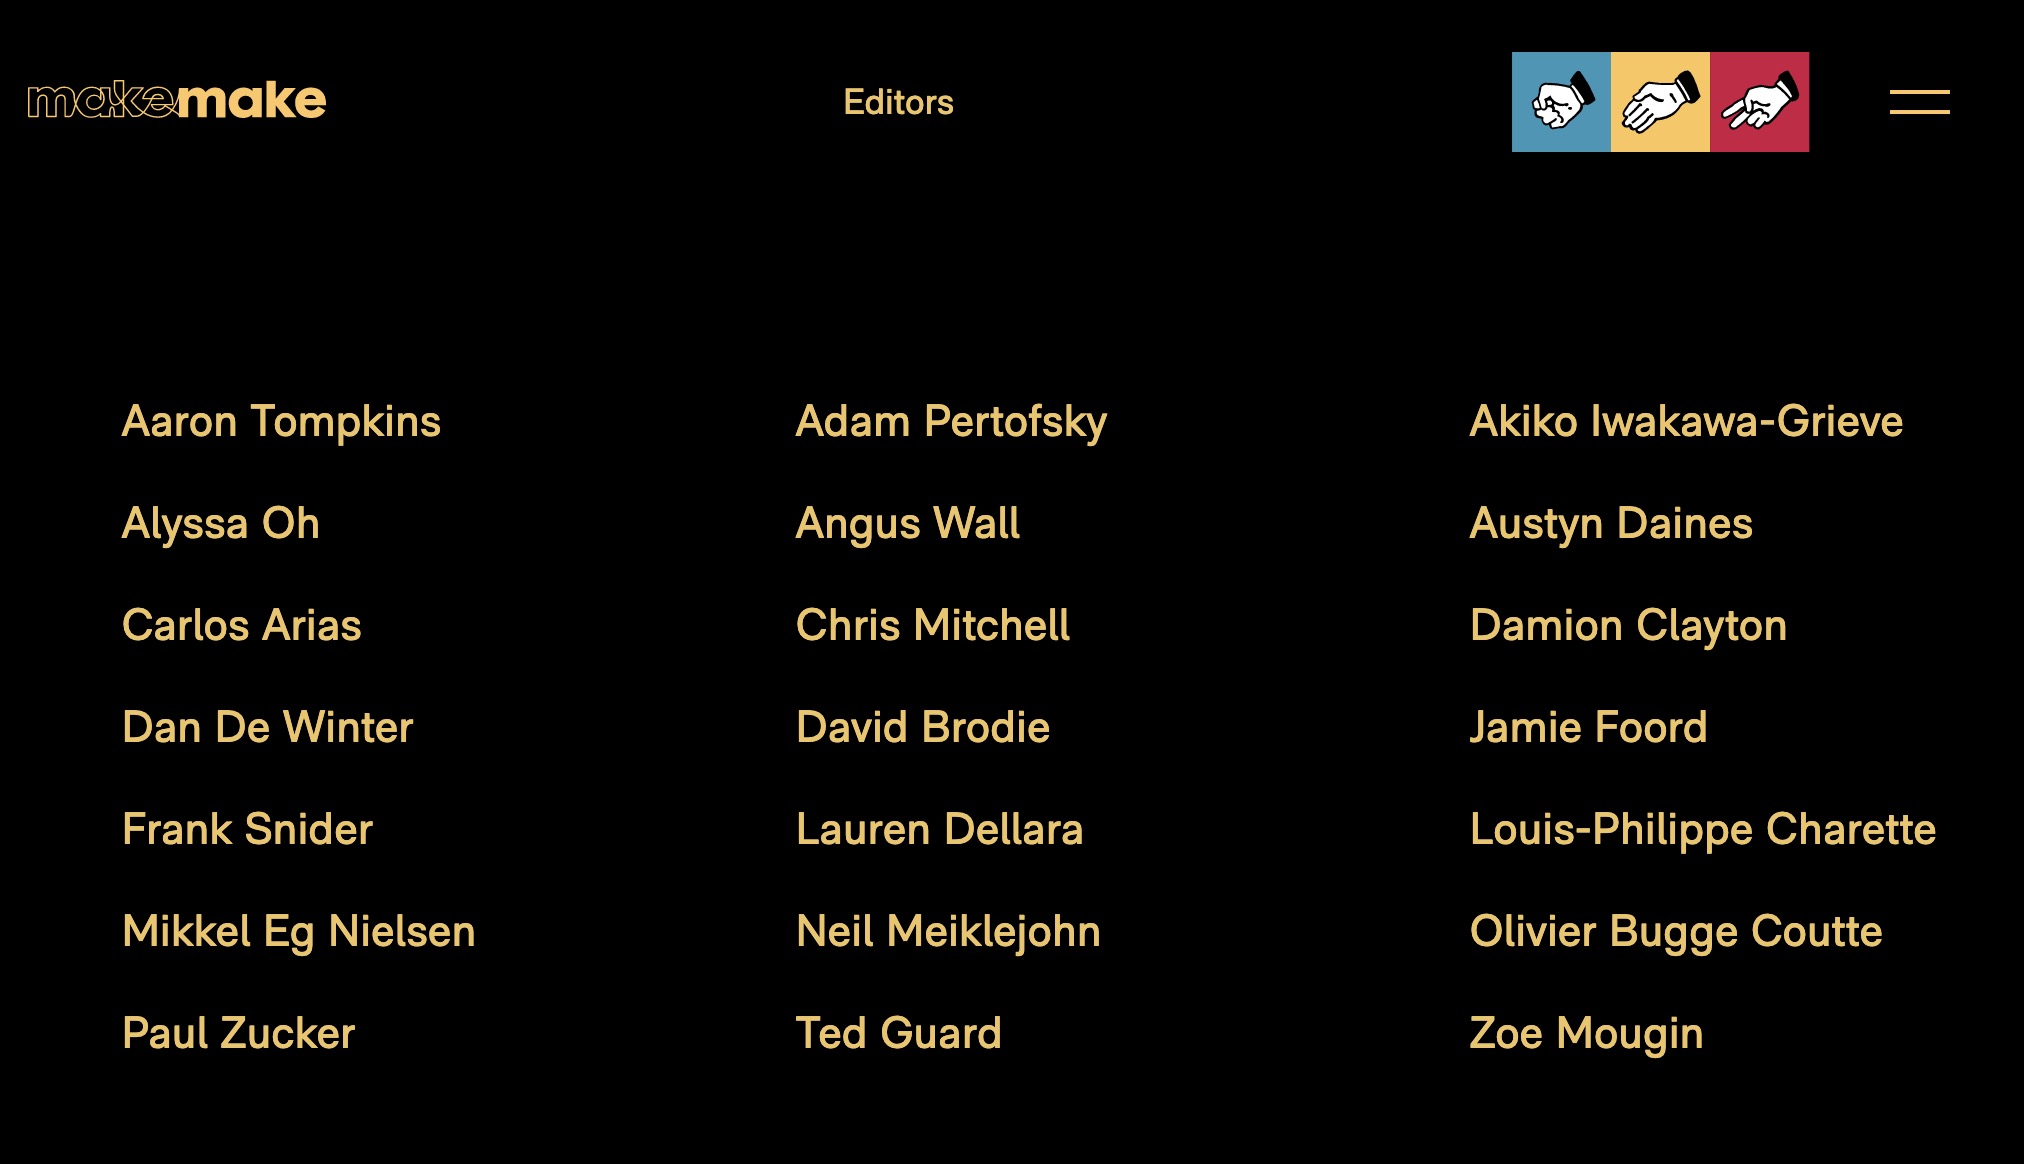 makemake
Editors
Aaron Tompkins
Adam Pertofsky
Akiko Iwakawa-Grieve
Alyssa Oh
Angus Wall
Austyn Daines
Carlos Arias
Chris Mitchell
Damion Clayton
Dan De Winter
David Brodie
Jamie Foord
Frank Snider
Lauren Dellara
Louis-Philippe Charette
Mikkel Eg Nielsen
Neil Meiklejohn
Olivier Bugge Coutte
Paul Zucker
Ted Guard
Zoe Mougin